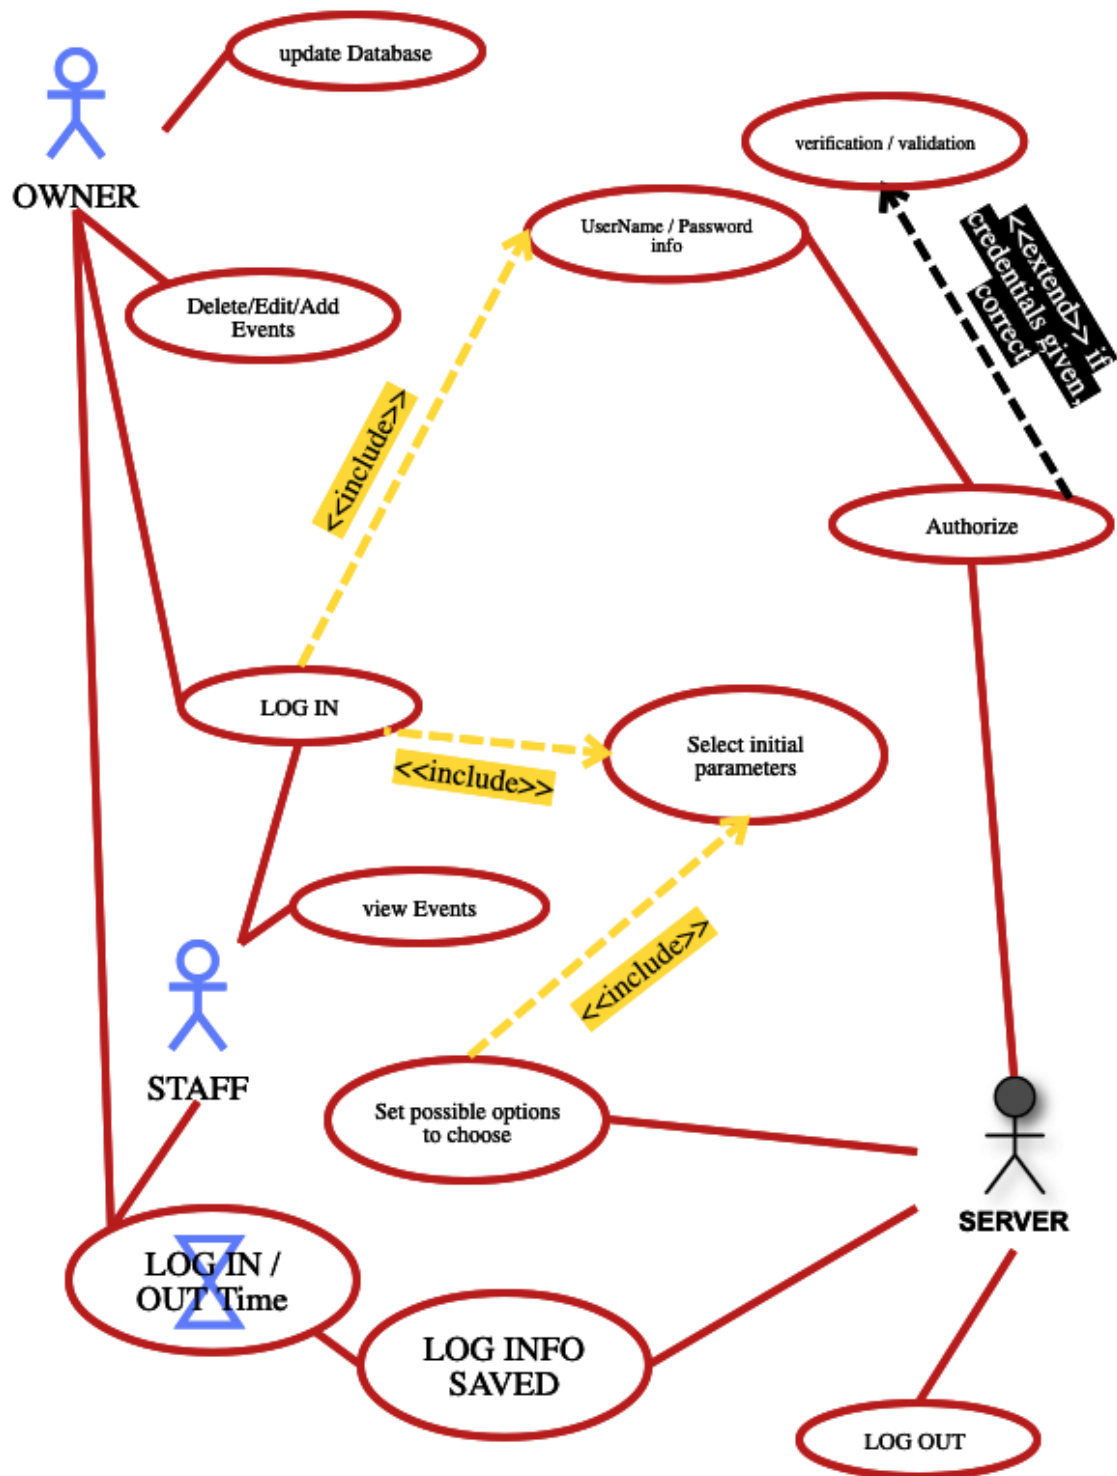 update Database
verification / validation
OWNER
UserName / Password
info
<<extend>> if
credentials given,
correct
Delete/Edit/Add
Events
<<include>>
Authorize
LOG IN
Select initial
parameters
<<include>>
view Events
<<include>>
STAFF
Set possible options
to choose
SERVER
LOG IN /
OUT Time
LOG INFO
SAVED
LOG OUT